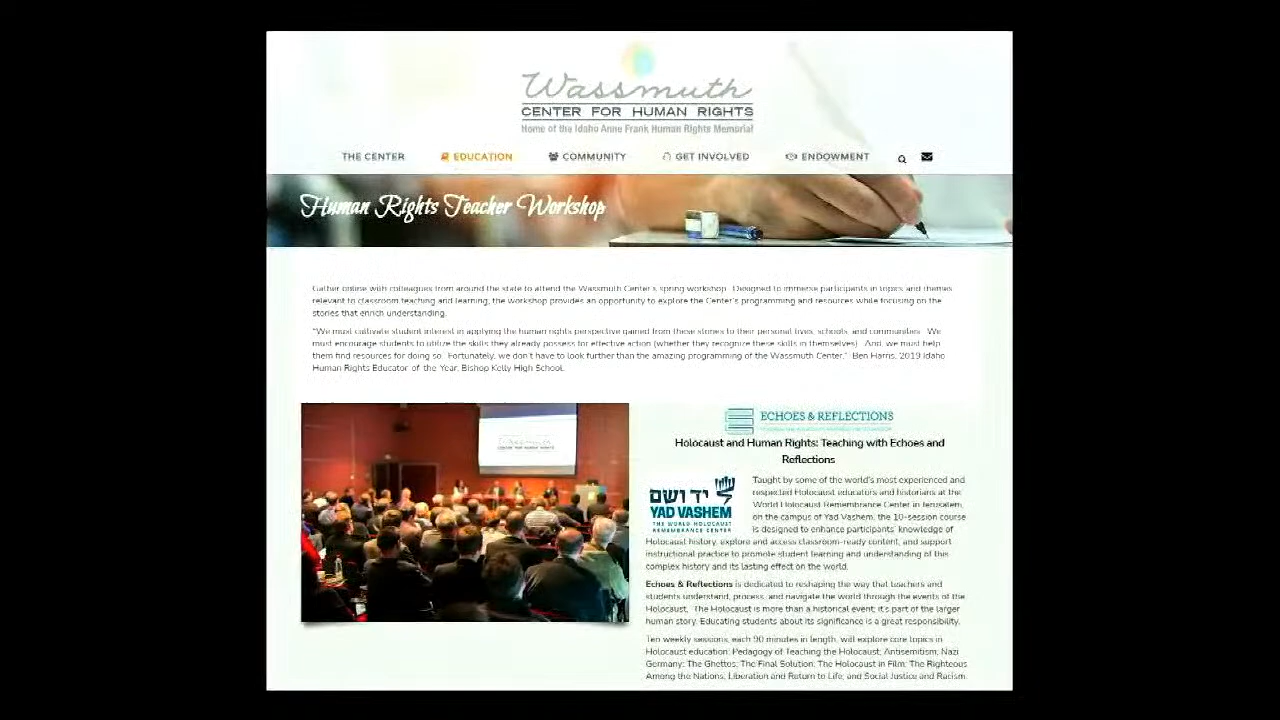 Wassmuth
CENTER FOR HUMAN RIGHTS
Home of the Idaho Anne Frank Human Rights Memorial
THE CENTER EDUCATION COMMUNITY GET INVOLVED ENDOWMENT
Human Rights Teacher Workshop
Gather online with colleagues from around the state to attend the Wassmuth Center's spring workshop. Designed to immerse participants in topics and themes
relevant to classroom teaching and learning, the workshop provides an opportunity to explore the Center's programming and resources while focusing on the
stories that enrich understanding.
"We must cultivate student interest in applying the human rights perspective gained from these stories to their personal lives, schools, and communities. We
must encourage students to utilize the skills they already possess for effective action (whether they recognize these skills in themselves). And, we must help
them find resources for doing so. Fortunately, we don't have to look further than the amazing programming of the Wassmuth Center." Ben Harris, 2019 Idaho
Human Rights Educator-of-the-Year, Bishop Kelly High School.
Wassmuth
CENTER FOR HUMAN RIGHTS
ECHOES & REFLECTIONS
Holocaust and Human Rights: Teaching with Echoes and
Reflections
יד ושם
YAD VASHEM
THE WORLD HOLOCAUST
REMEMBRANCE CENTER
Taught by some of the world's most experienced and
respected Holocaust educators and historians at the
World Holocaust Remembrance Center in Jerusalem,
on the campus of Yad Vashem, the 10-session course
is designed to enhance participants' knowledge of
Holocaust history, explore and access classroom-ready content, and support
instructional practice to promote student learning and understanding of this
complex history and its lasting effect on the world.
Echoes & Reflections is dedicated to reshaping the way that teachers and
students understand, process, and navigate the world through the events of the
Holocaust. The Holocaust is more than a historical event; it's part of the larger
human story. Educating students about its significance is a great responsibility.
Ten weekly sessions, each 90 minutes in length, will explore core topics in
Holocaust education: Pedagogy of Teaching the Holocaust; Antisemitism; Nazi
Germany; The Ghettos; The Final Solution; The Holocaust in Film; The Righteous
Among the Nations; Liberation and Return to Life; and Social Justice and Racism.